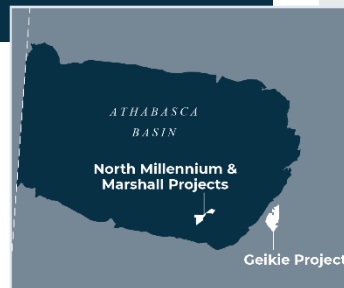 ATHABASCA
BASIN
North Millennium &
Marshall Projects
Geikie Project